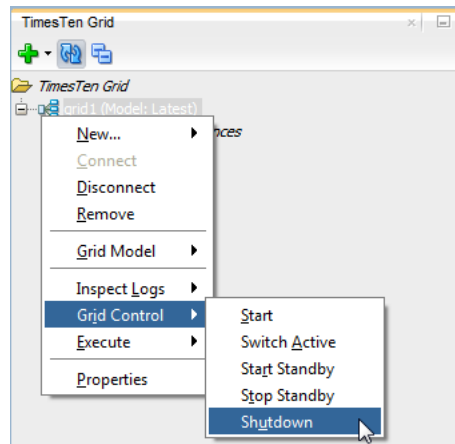 TimesTen Grid
TimesTen Grid
grid1 (Model: Latest)
New...
Connect
Disconnect
Remove
Grid Model
Inspect Logs
Grid Control
Execute
Properties
Start
Switch Active
Start Standby
Stop Standby
Shutdown